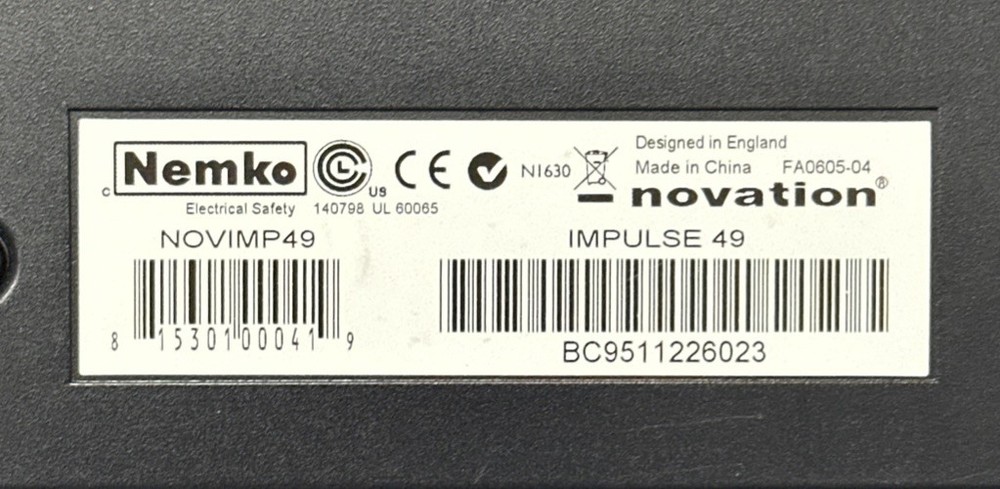 c Nemko CLC US CE N1630
Electrical Safety 140798 UL 60065
Designed in England
Made in China FA0605-04
novation®
NOVIMP49
8 15301 00041 9
IMPULSE 49
BC9511226023